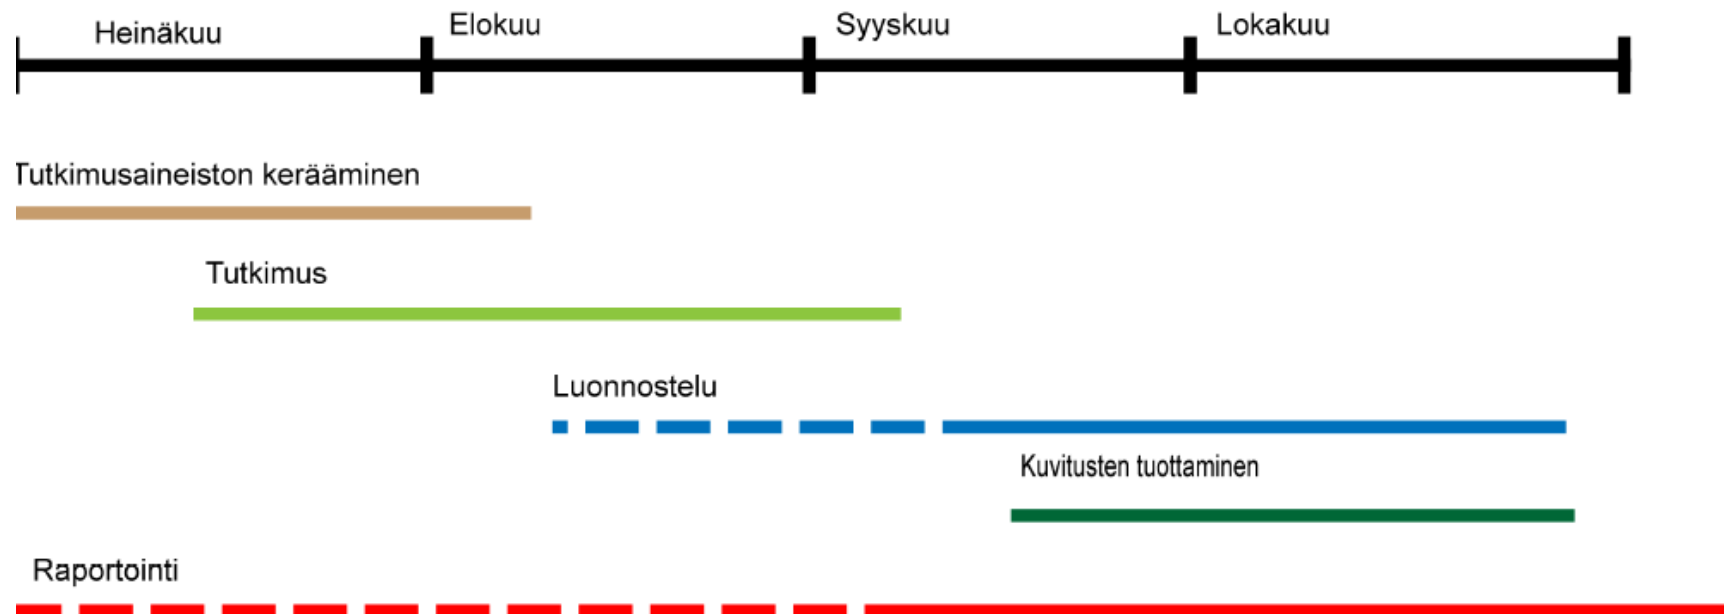 Heinäkuu Elokuu Syyskuu Lokakuu
Tutkimusaineiston kerääminen
Tutkimus
Luonnostelu
Kuvitusten tuottaminen
Raportointi